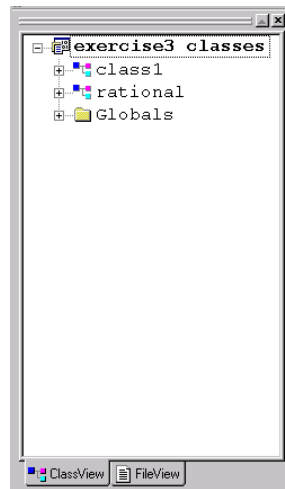 exercise3 classes
class1
rational
Globals
ClassView FileView